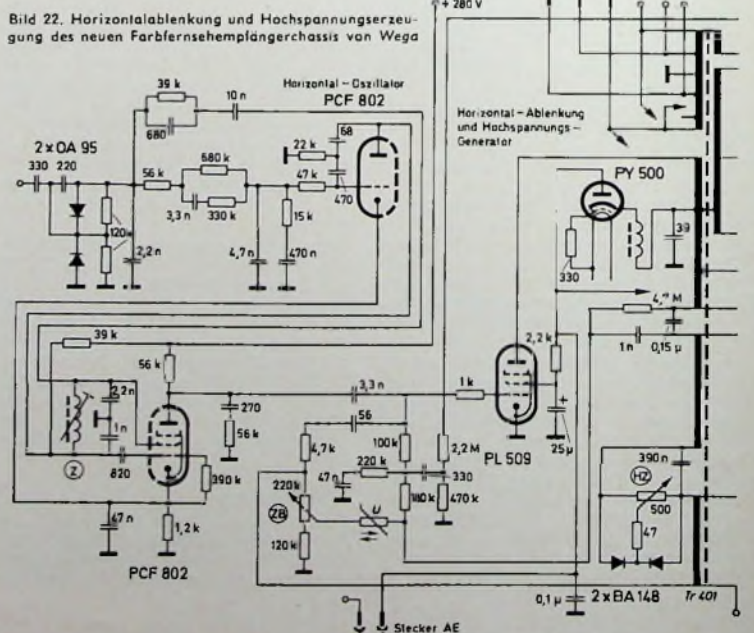 Bild 22. Horizontalablenkung und Hochspannungserzeu-
gung des neuen Farbfernsehempfängerchassis von Wega
+ 280 V
39 k
10 n
680
Horizontal-Oszillator
PCF 802
68
22 k
2 x OA 95
330
220
56 k
680 k
47 k
470
3,3 n
330 k
15 k
120 k
2,2 n
4,7 n
470 n
Horizontal-Ablenkung
und Hochspannungs-
Generator
PY 500
330
39
4,7 M
1 n
0,15 µ
39 k
56 k
2,2 n
1 n
Z
820
390 k
47 n
1,2 k
PCF 802
270
56 k
3,3 n
56
1 k
2,2 k
PL 509
25 µ
+
4,7 k
100 k
2,2 M
220 k
47 n
330
220 k
ZB
U
180 k
470 k
120 k
390 n
HZ
500
47
0,1 µ
2 x BA 148
Tr 401
Stecker AE